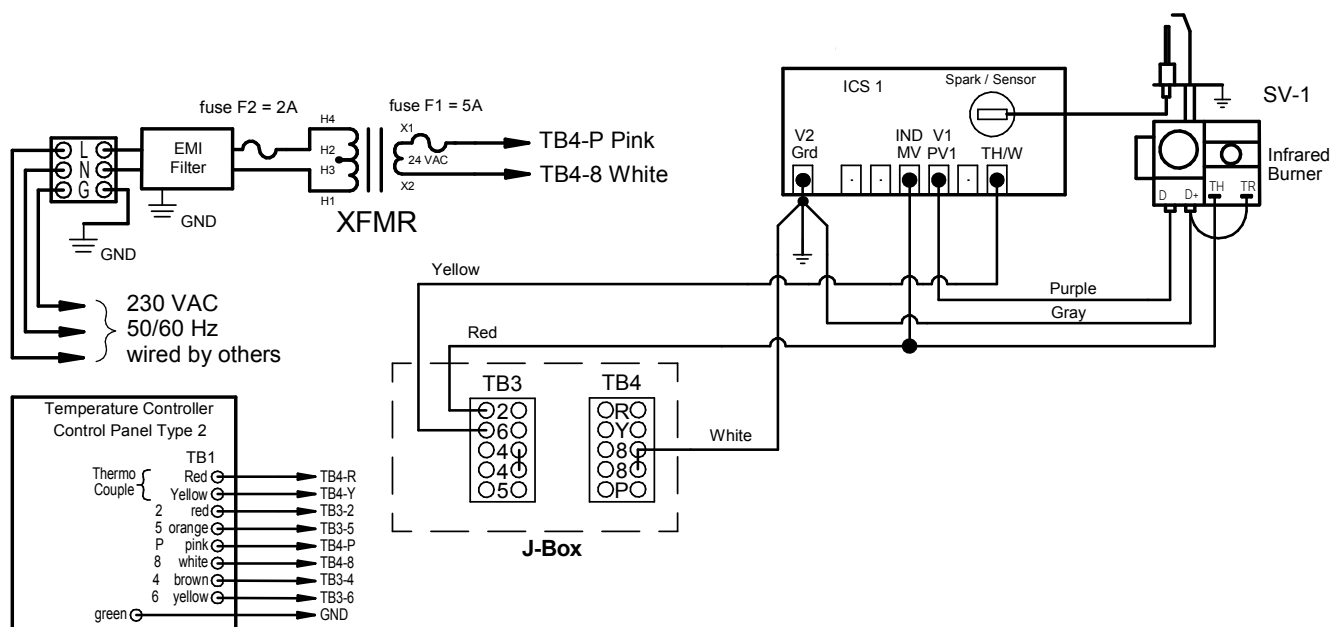 fuse F2 = 2A
fuse F1 = 5A
L
N
G
EMI
Filter
GND
GND
H4
H2
H3
H1
X1
24 VAC
X2
XFMR
TB4-P Pink
TB4-8 White
230 VAC
50/60 Hz
wired by others
ICS 1
Spark / Sensor
V2
Grd
IND
MV
V1
PV1
TH/W
SV-1
Infrared
Burner
D
D+
TH
TR
Yellow
Purple
Gray
Red
White
TB3
2
6
4
4
5
TB4
R
Y
8
8
P
J-Box
Temperature Controller
Control Panel Type 2
TB1
Thermo
Couple
Red TB4-R
Yellow TB4-Y
2 red TB3-2
5 orange TB3-5
P pink TB4-P
8 white TB4-8
4 brown TB3-4
6 yellow TB3-6
green GND